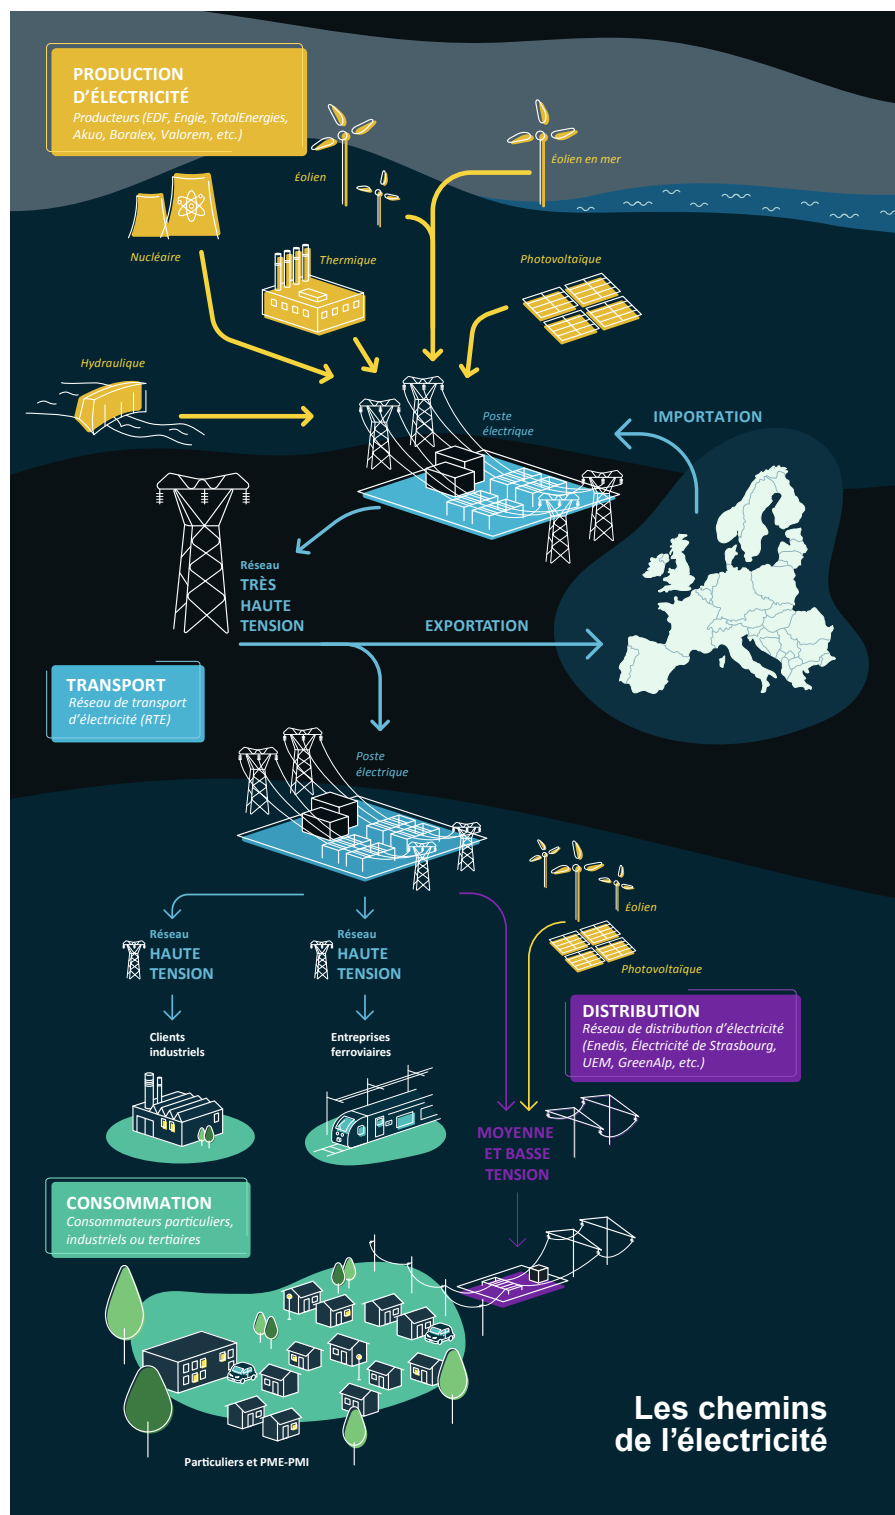 PRODUCTION
D’ÉLECTRICITÉ
Producteurs (EDF, Engie, TotalEnergies,
Akuo, Boralex, Valorem, etc.)
Éolien
Éolien en mer
Nucléaire
Thermique
Photovoltaïque
Hydraulique
Poste
électrique
IMPORTATION
Réseau
TRÈS
HAUTE
TENSION
EXPORTATION
TRANSPORT
Réseau de transport
d’électricité (RTE)
Poste
électrique
Éolien
Photovoltaïque
Réseau
HAUTE
TENSION
Réseau
HAUTE
TENSION
DISTRIBUTION
Réseau de distribution d’électricité
(Enedis, Électricité de Strasbourg,
UEM, GreenAlp, etc.)
Clients
industriels
Entreprises
ferroviaires
MOYENNE
ET BASSE
TENSION
CONSOMMATION
Consommateurs particuliers,
industriels ou tertiaires
Les chemins
de l’électricité
Particuliers et PME-PMI